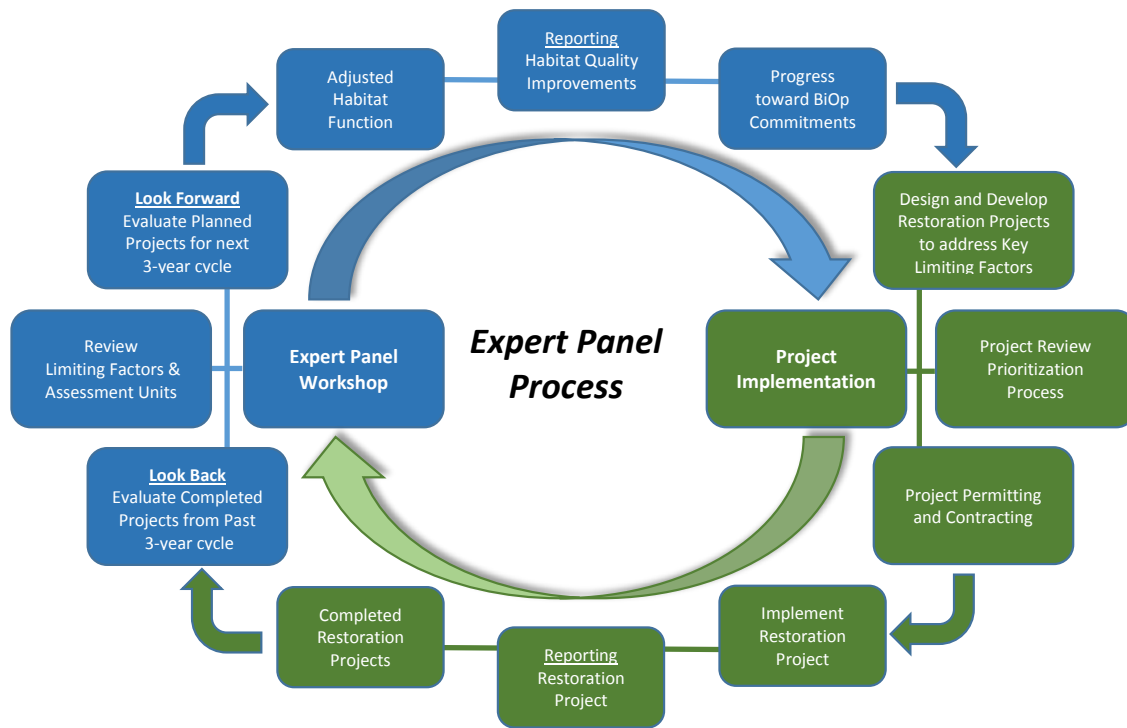 Reporting
Habitat Quality
Improvements
Adjusted
Habitat
Function
Progress
toward BiOp
Commitments
Look Forward
Evaluate Planned
Projects for next
3-year cycle
Design and Develop
Restoration Projects
to address Key
Limiting Factors
Review
Limiting Factors &
Assessment Units
Expert Panel
Workshop
Expert Panel
Process
Project
Implementation
Project Review
Prioritization
Process
Look Back
Evaluate Completed
Projects from Past
3-year cycle
Project Permitting
and Contracting
Completed
Restoration
Projects
Reporting
Restoration
Project
Implement
Restoration
Project